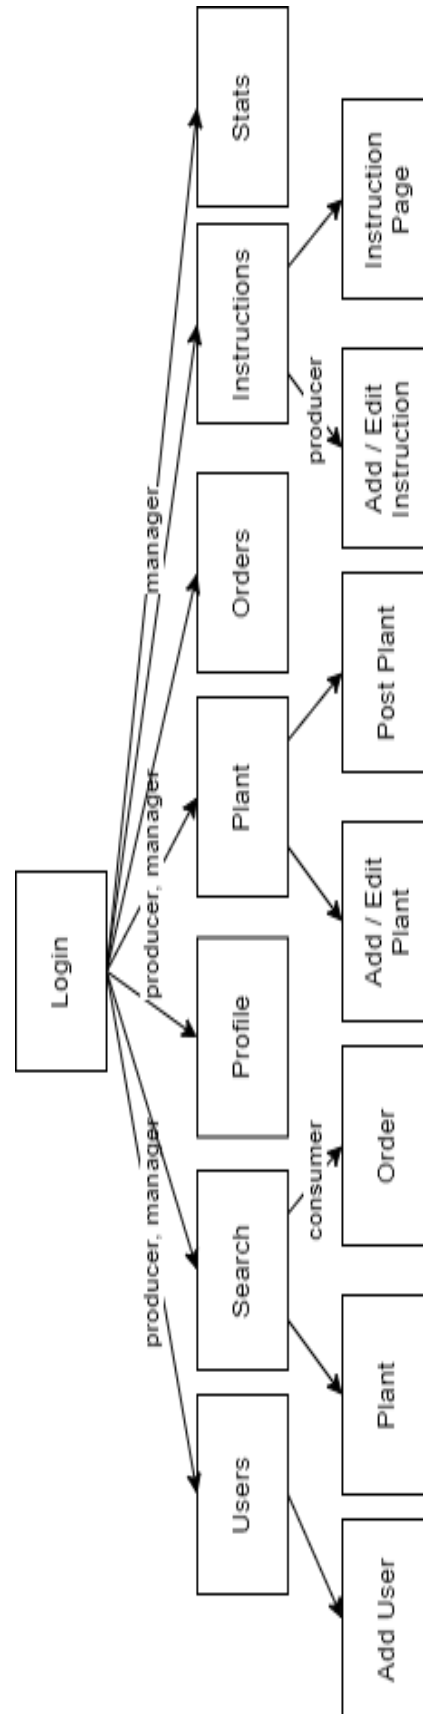 Login
producer, manager
producer, manager
manager
Users
Search
Profile
Plant
Orders
Instructions
Stats
consumer
producer
Add User
Plant
Order
Add / Edit
Plant
Post Plant
Add / Edit
Instruction
Instruction
Page